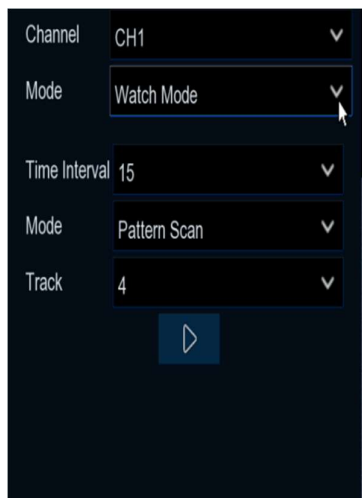 Channel CH1
Mode Watch Mode
Time Interval 15
Mode Pattern Scan
Track 4